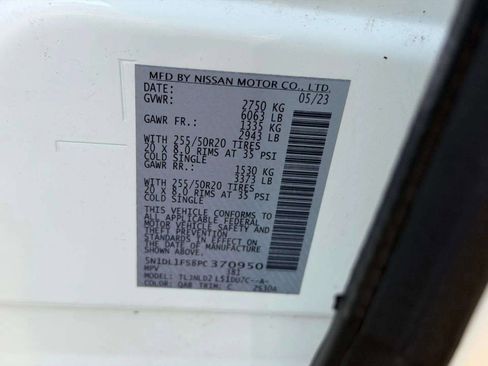 MFD BY NISSAN MOTOR CO., LTD.
DATE: 05/23
GVWR: 2750 KG
6063 LB
GAWR FR.: 1335 KG
2943 LB
WITH 255/50R20 TIRES
20 X 8.0 RIMS AT 35 PSI
COLD SINGLE
GAWR RR.: 1530 KG
3373 LB
WITH 255/50R20 TIRES
20 X 8.0 RIMS AT 35 PSI
COLD SINGLE
THIS VEHICLE CONFORMS TO
ALL APPLICABLE FEDERAL
MOTOR VEHICLE SAFETY AND
THEFT PREVENTION
STANDARDS IN EFFECT ON
THE DATE OF MANUFACTURE
SHOWN ABOVE.
5N1DL1FS8PC370950
MPV 381
MODEL:
COLOR: QAB TRIM: C 2530A